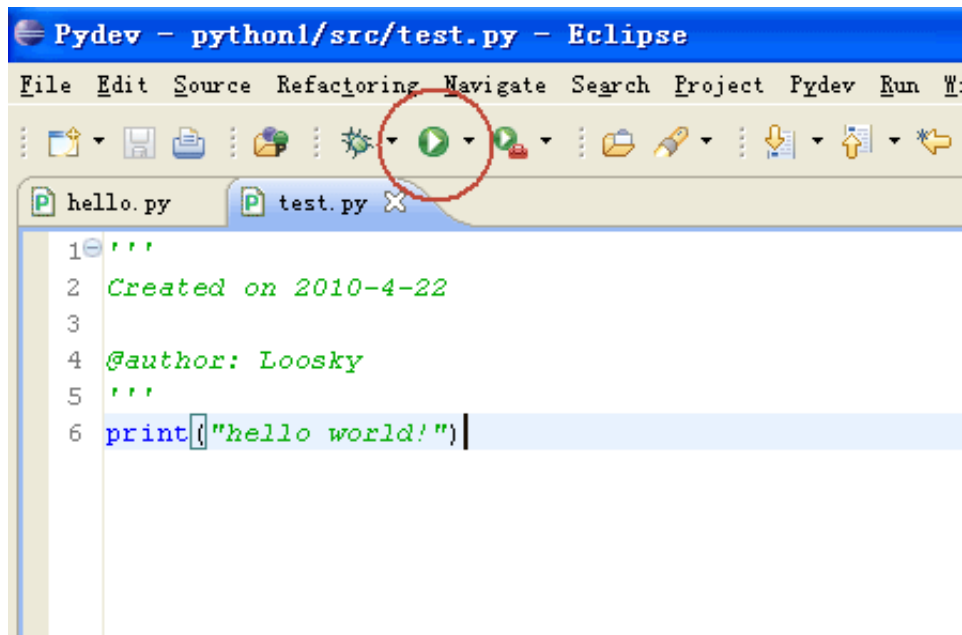 Pydev - python1/src/test.py - Eclipse
File Edit Source Refactoring Navigate Search Project Pydev Run
hello.py test.py
1 '''
2 Created on 2010-4-22
3
4 @author: Loosky
5 '''
6 print("hello world!")